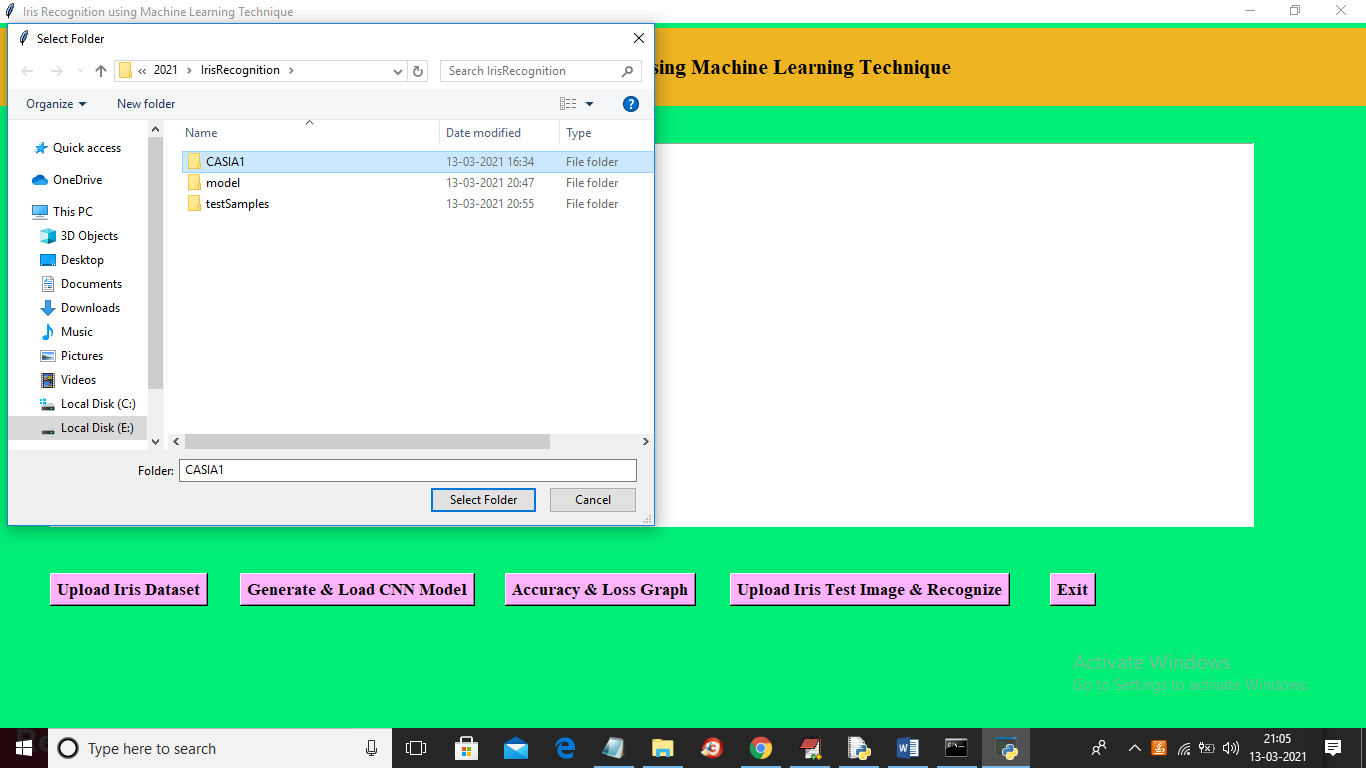 Iris Recognition using Machine Learning Technique
Select Folder
« 2021 › IrisRecognition ›
Search IrisRecognition
sing Machine Learning Technique
Organize
New folder
?
Name Date modified Type
Quick access
OneDrive
This PC
3D Objects
Desktop
Documents
Downloads
Music
Pictures
Videos
Local Disk (C:)
Local Disk (E:)
CASIA1 13-03-2021 16:34 File folder
model 13-03-2021 20:47 File folder
testSamples 13-03-2021 20:55 File folder
Folder: CASIA1
Select Folder Cancel
Upload Iris Dataset Generate & Load CNN Model Accuracy & Loss Graph Upload Iris Test Image & Recognize Exit
Activate Windows
Go to Settings to activate Windows.
Type here to search
21:05
13-03-2021